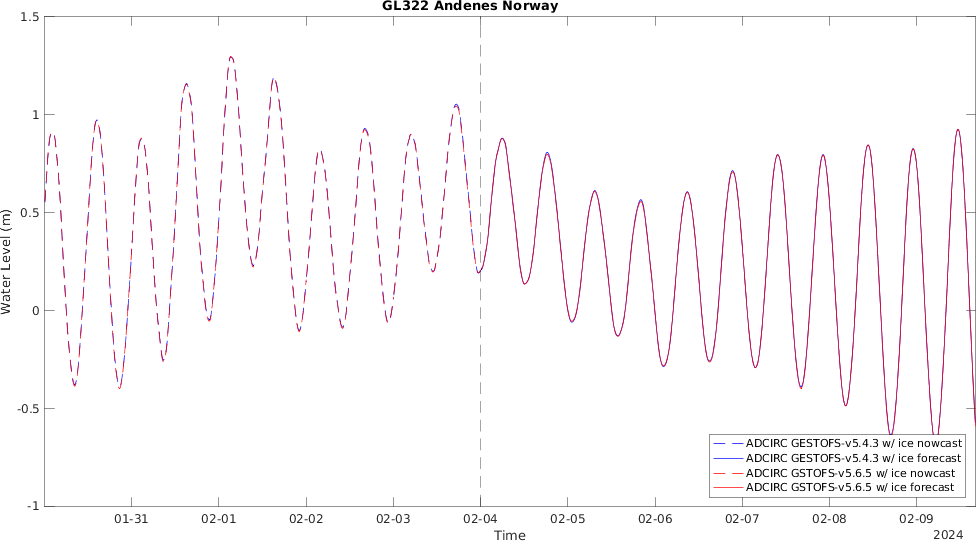 GL322 Andenes Norway
1.5
1
0.5
0
-0.5
-1
Water Level (m)
ADCIRC GESTOFS-v5.4.3 w/ ice nowcast
ADCIRC GESTOFS-v5.4.3 w/ ice forecast
ADCIRC GSTOFS-v5.6.5 w/ ice nowcast
ADCIRC GSTOFS-v5.6.5 w/ ice forecast
01-31 02-01 02-02 02-03 02-04 02-05 02-06 02-07 02-08 02-09
Time
2024